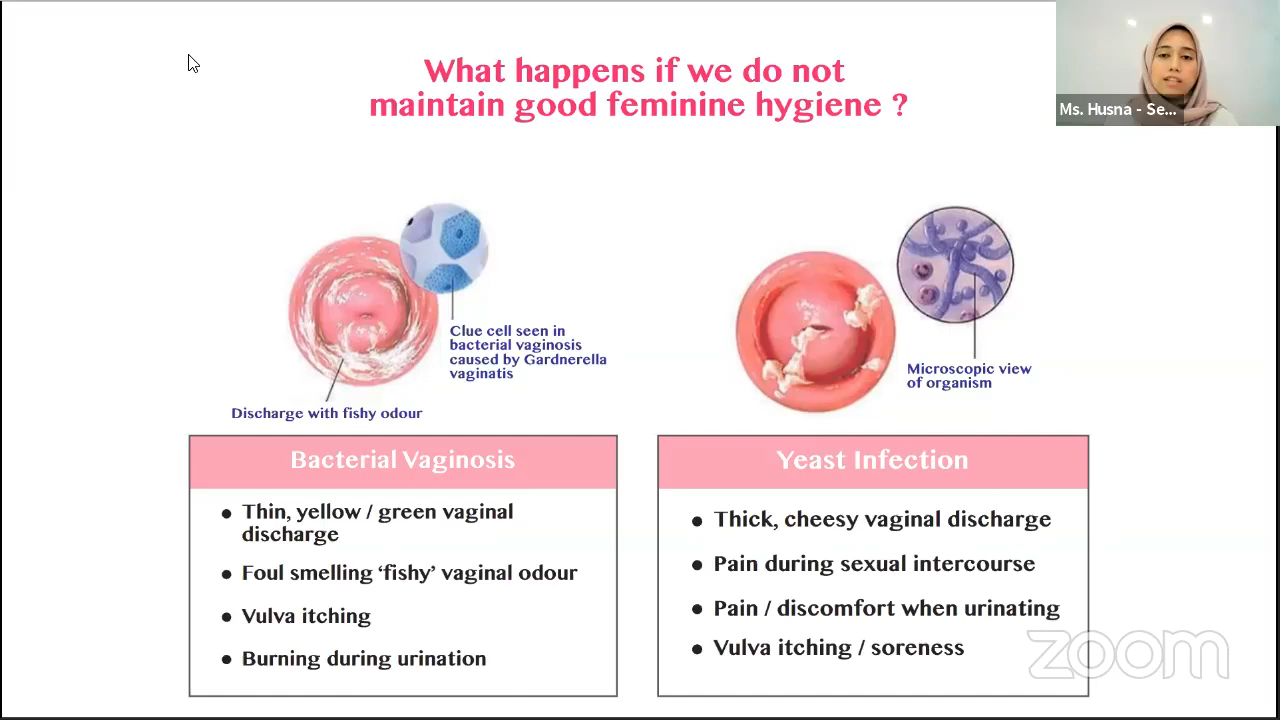 What happens if we do not
maintain good feminine hygiene ?
Ms. Husna - Se...
Clue cell seen in
bacterial vaginosis
caused by Gardnerella
vaginatis
Discharge with fishy odour
Microscopic view
of organism
Bacterial Vaginosis
• Thin, yellow / green vaginal
discharge
• Foul smelling ‘fishy’ vaginal odour
• Vulva itching
• Burning during urination
Yeast Infection
• Thick, cheesy vaginal discharge
• Pain during sexual intercourse
• Pain / discomfort when urinating
• Vulva itching / soreness
zoom